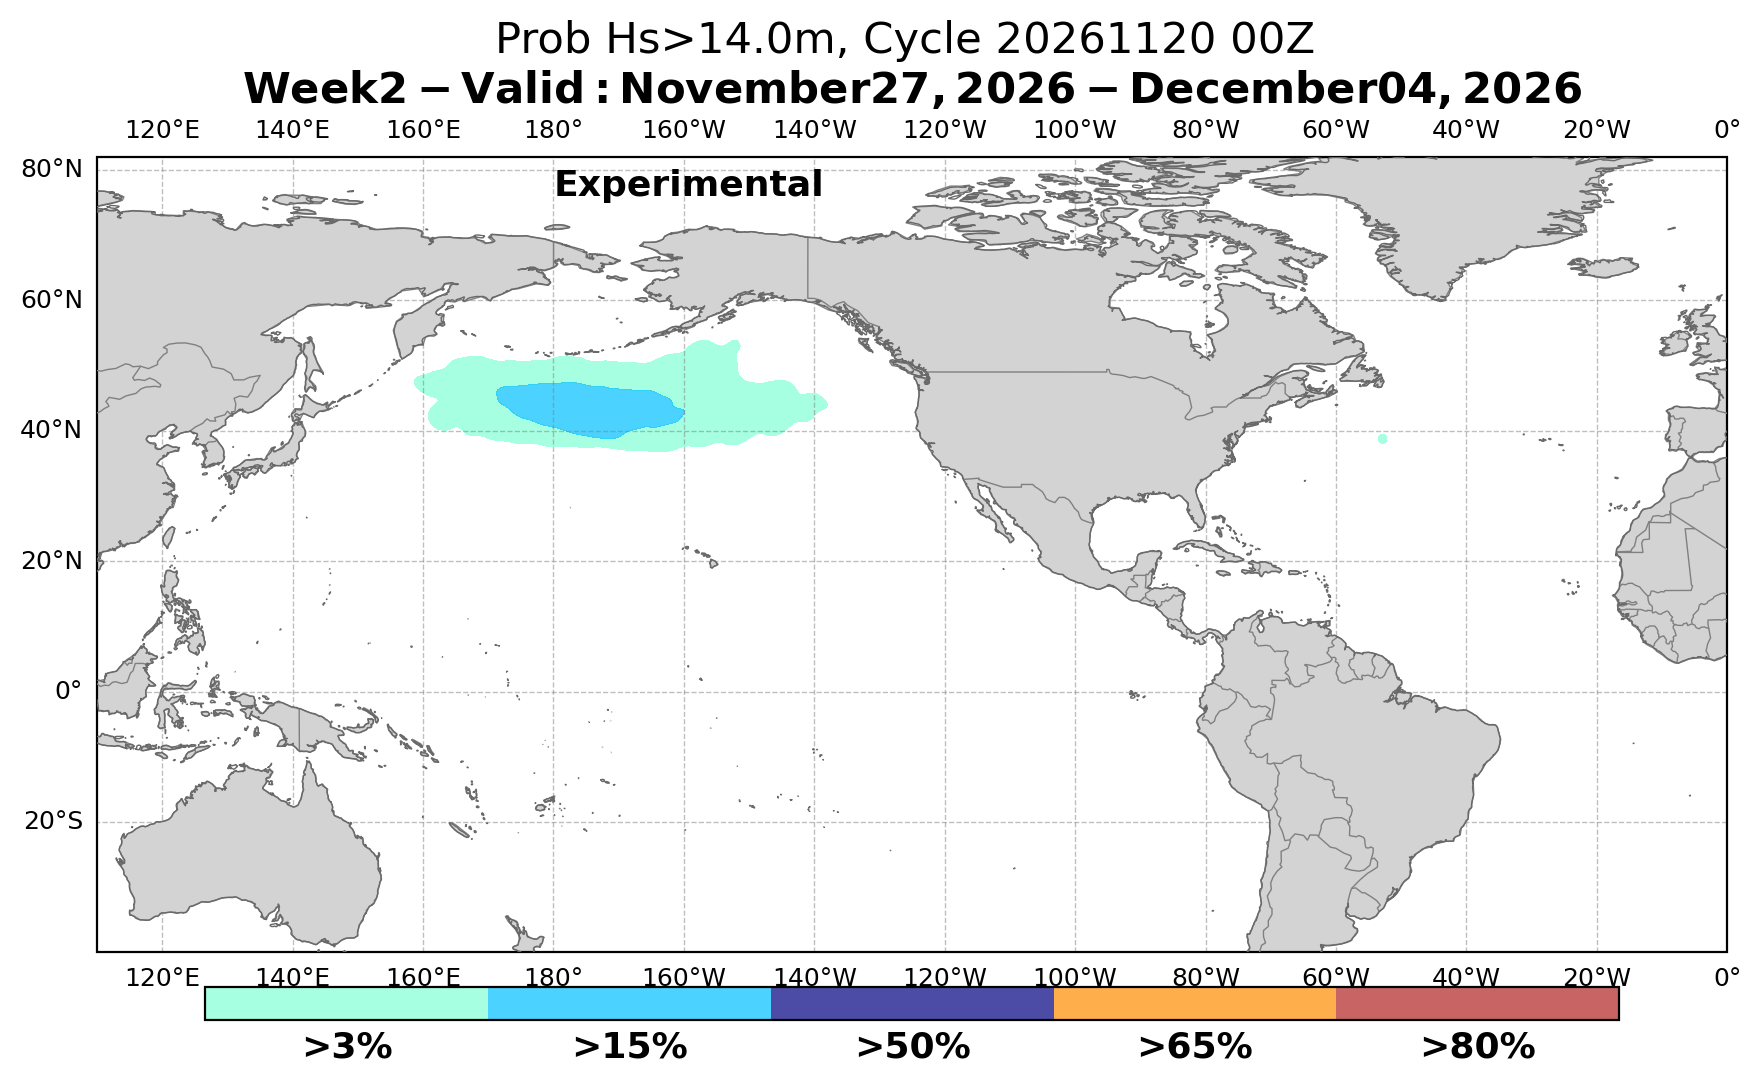 Prob Hs>14.0m, Cycle 20261120 00Z
Week2 – Valid : November27, 2026 – December04, 2026
120°E 140°E 160°E 180° 160°W 140°W 120°W 100°W 80°W 60°W 40°W 20°W 0°
80°N
Experimental
60°N
40°N
20°N
0°
20°S
120°E 140°E 160°E 180° 160°W 140°W 120°W 100°W 80°W 60°W 40°W 20°W 0°
>3% >15% >50% >65% >80%